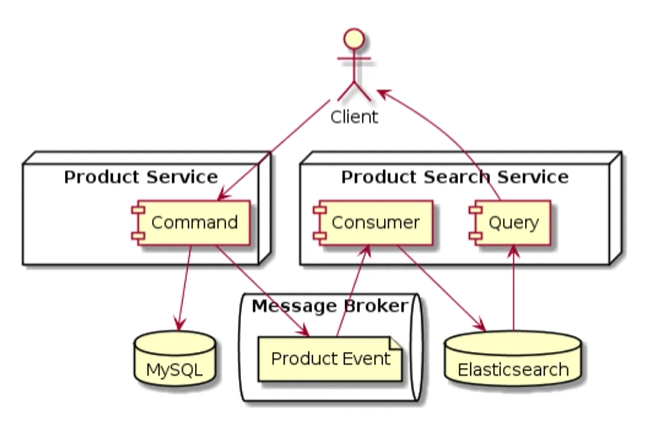 Client
Product Service
Product Search Service
Command
Consumer
Query
Message Broker
Product Event
MySQL
Elasticsearch